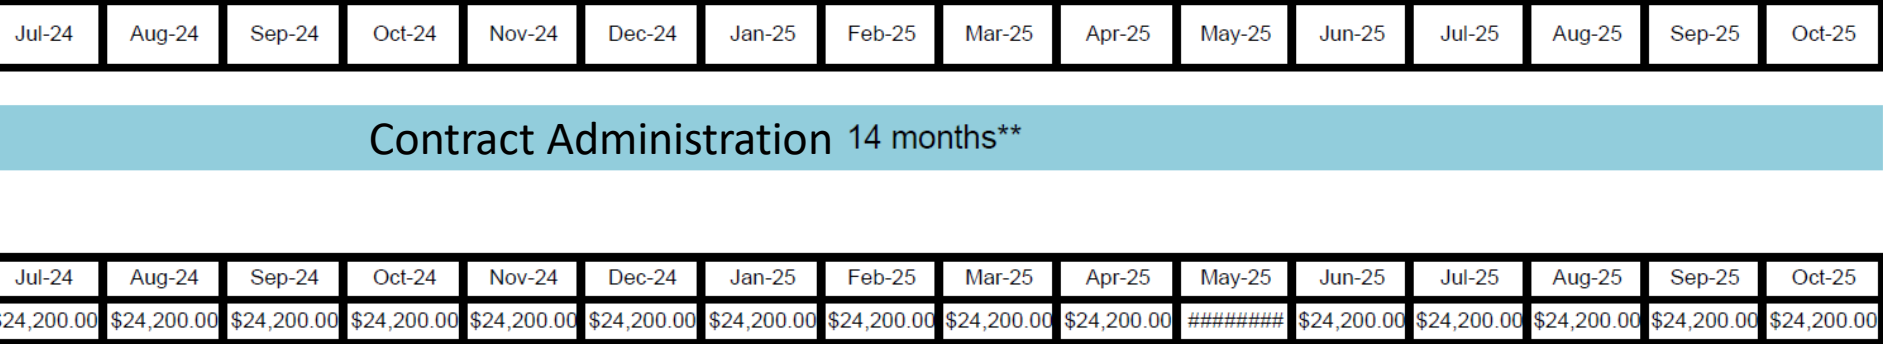 Jul-24 Aug-24 Sep-24 Oct-24 Nov-24 Dec-24 Jan-25 Feb-25 Mar-25 Apr-25 May-25 Jun-25 Jul-25 Aug-25 Sep-25 Oct-25
Contract Administration 14 months**
Jul-24 Aug-24 Sep-24 Oct-24 Nov-24 Dec-24 Jan-25 Feb-25 Mar-25 Apr-25 May-25 Jun-25 Jul-25 Aug-25 Sep-25 Oct-25
$24,200.00 $24,200.00 $24,200.00 $24,200.00 $24,200.00 $24,200.00 $24,200.00 $24,200.00 $24,200.00 $24,200.00 ######## $24,200.00 $24,200.00 $24,200.00 $24,200.00 $24,200.00